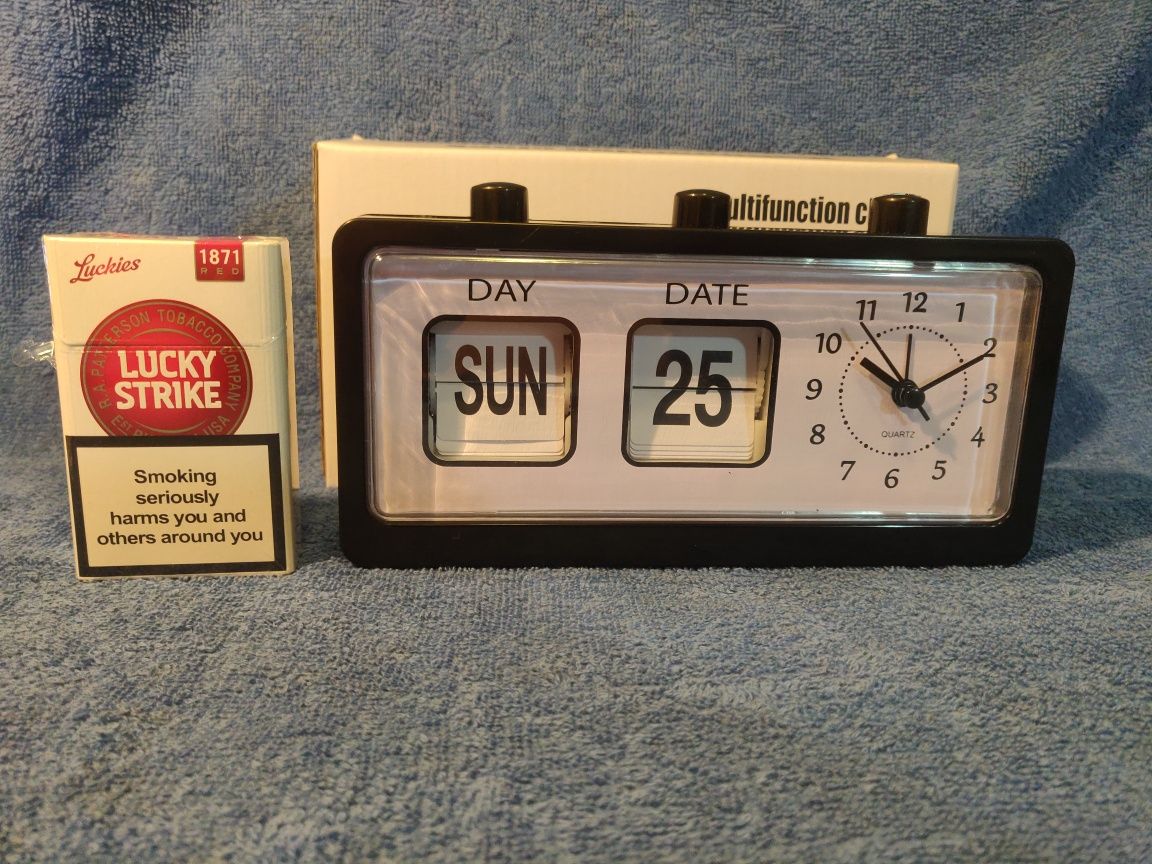 Luckies
1871
RED
R.A. PATTERSON TOBACCO COMPANY
LUCKY
STRIKE
USA
Smoking
seriously
harms you and
others around you
ultifunction c
DAY
DATE
SUN
25
12
1
2
3
4
5
6
7
8
9
10
11
QUARTZ